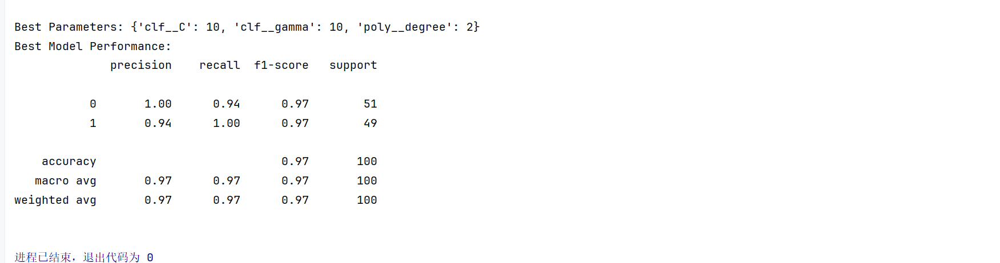 Best Parameters: {'clf__C': 10, 'clf__gamma': 10, 'poly__degree': 2}
Best Model Performance:
              precision    recall  f1-score   support

           0       1.00      0.94      0.97        51
           1       0.94      1.00      0.97        49

    accuracy                           0.97       100
   macro avg       0.97      0.97      0.97       100
weighted avg       0.97      0.97      0.97       100

进程已结束，退出代码为 0